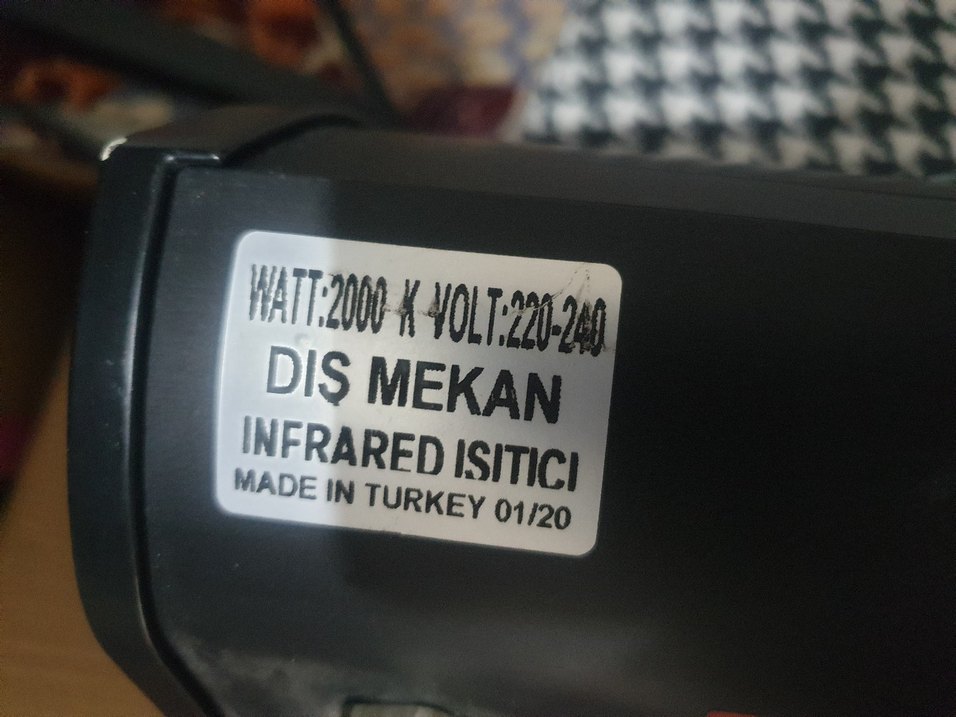 WATT:2000 K VOLT:220-240
DIŞ MEKAN
INFRARED ISITICI
MADE IN TURKEY 01/20